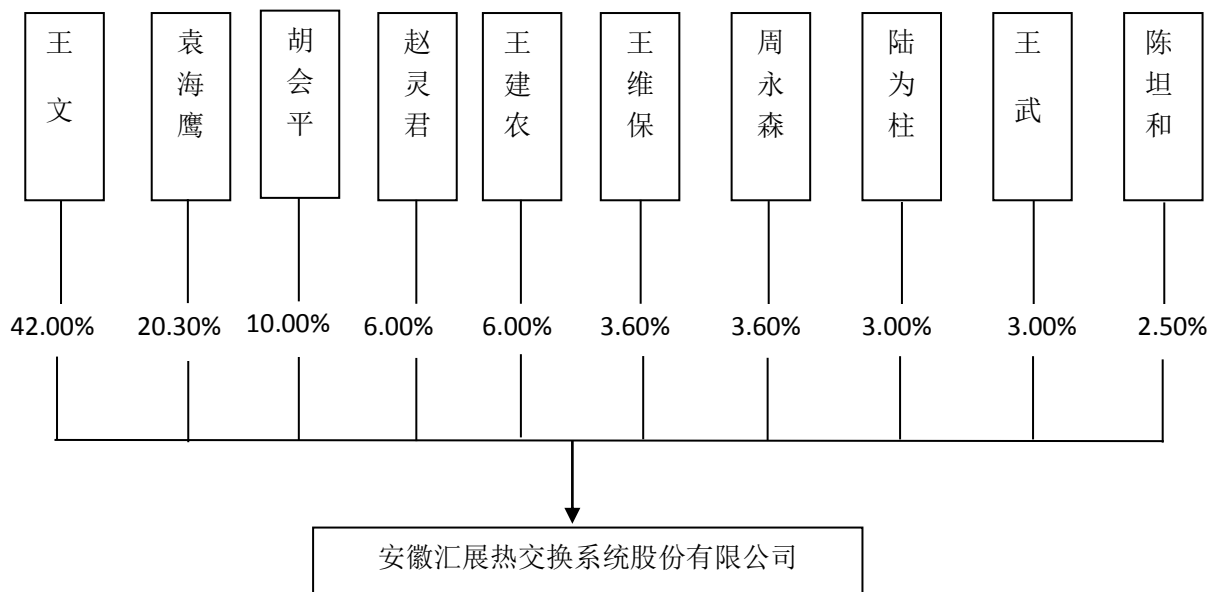 王文
袁海鹰
胡会平
赵灵君
王建农
王维保
周永森
陆为柱
王武
陈坦和
42.00%
20.30%
10.00%
6.00%
6.00%
3.60%
3.60%
3.00%
3.00%
2.50%
安徽汇展热交换系统股份有限公司